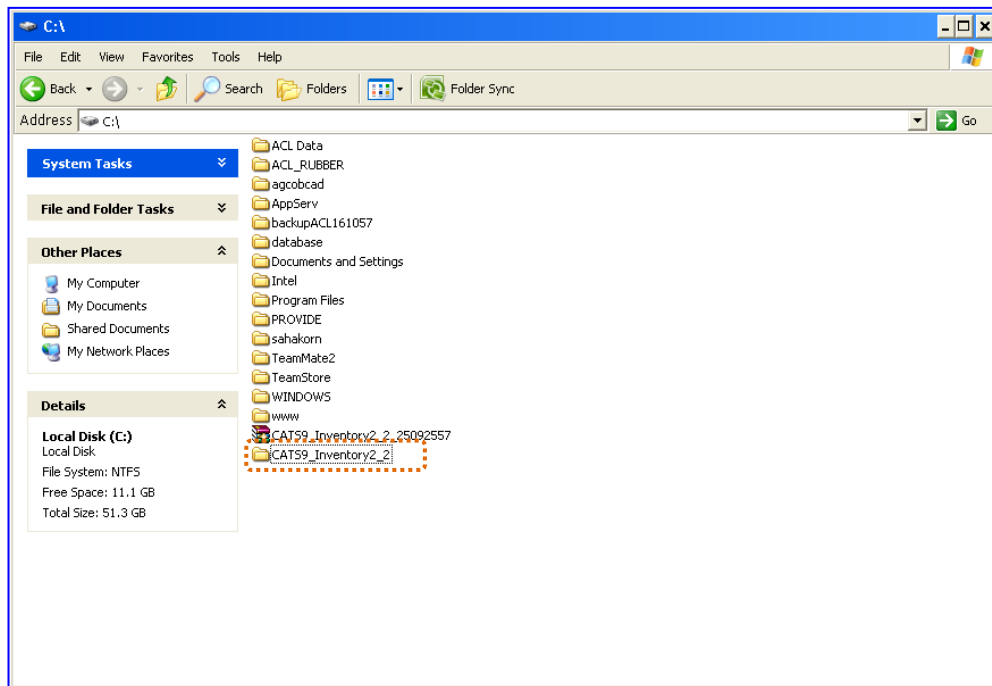 C:\
File Edit View Favorites Tools Help
Back Search Folders Folder Sync
Address C:\ Go
System Tasks
File and Folder Tasks
Other Places
My Computer
My Documents
Shared Documents
My Network Places
Details
Local Disk (C:)
Local Disk
File System: NTFS
Free Space: 11.1 GB
Total Size: 51.3 GB
ACL Data
ACL_RUBBER
agcobcad
AppServ
backupACL161057
database
Documents and Settings
Intel
Program Files
PROVIDE
sahakorn
TeamMate2
TeamStore
WINDOWS
www
CATS9_Inventory2_2_25092557
CATS9_Inventory2_2